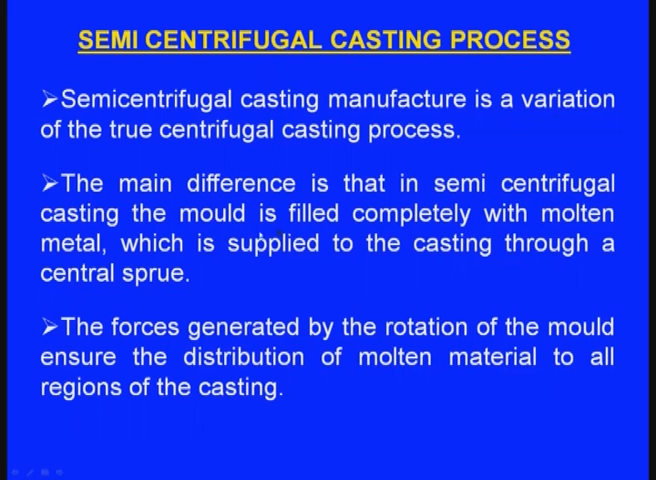 SEMI CENTRIFUGAL CASTING PROCESS
➢Semicentrifugal casting manufacture is a variation
of the true centrifugal casting process.
➢The main difference is that in semi centrifugal
casting the mould is filled completely with molten
metal, which is supplied to the casting through a
central sprue.
➢The forces generated by the rotation of the mould
ensure the distribution of molten material to all
regions of the casting.